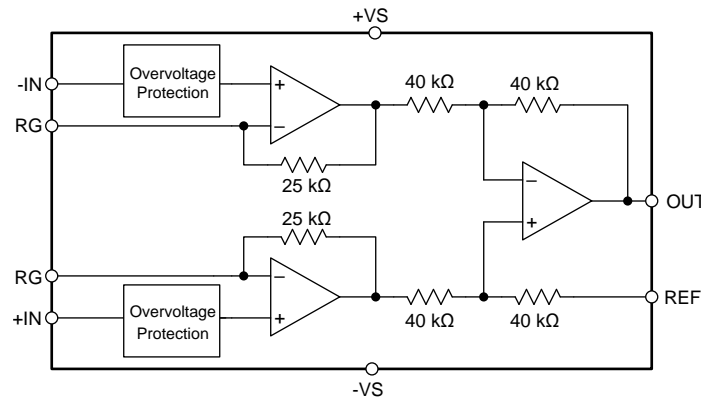 +VS
-IN
Overvoltage
Protection
+
40 kΩ
40 kΩ
RG
−
25 kΩ
−
OUT
25 kΩ
+
RG
−
REF
+IN
Overvoltage
Protection
+
40 kΩ
40 kΩ
-VS